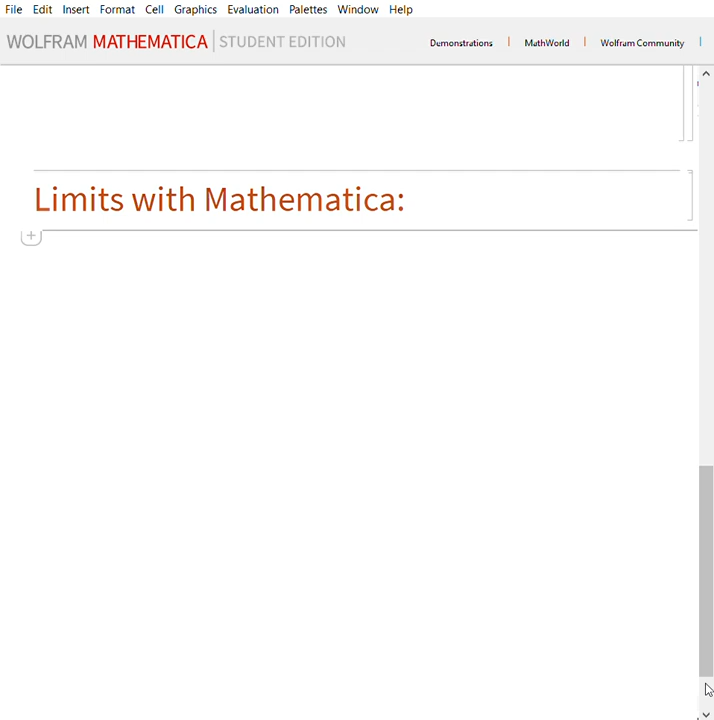 File Edit Insert Format Cell Graphics Evaluation Palettes Window Help
WOLFRAM MATHEMATICA STUDENT EDITION Demonstrations MathWorld Wolfram Community
Limits with Mathematica: